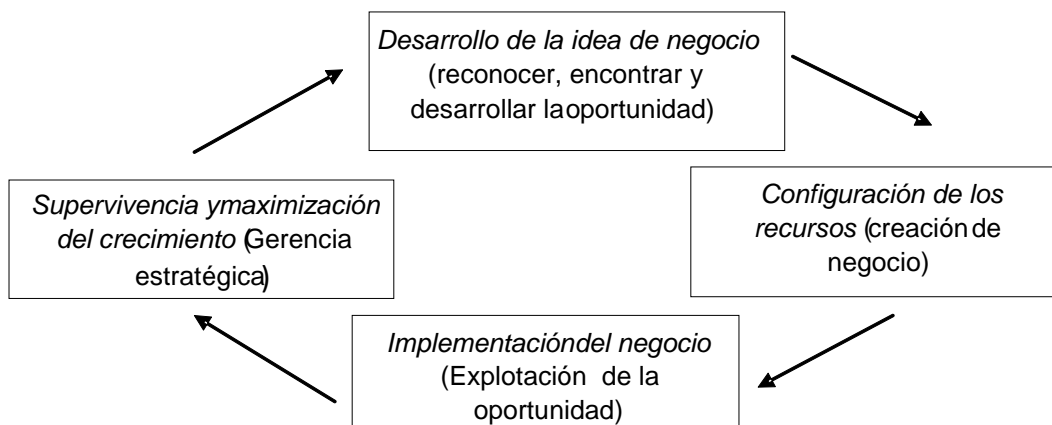 Desarrollo de la idea de negocio
(reconocer, encontrar y
desarrollar laoportunidad)
Configuración de los
recursos (creación de
negocio)
Implementacióndel negocio
(Explotación de la
oportunidad)
Supervivencia ymaximización
del crecimiento (Gerencia
estratégica)